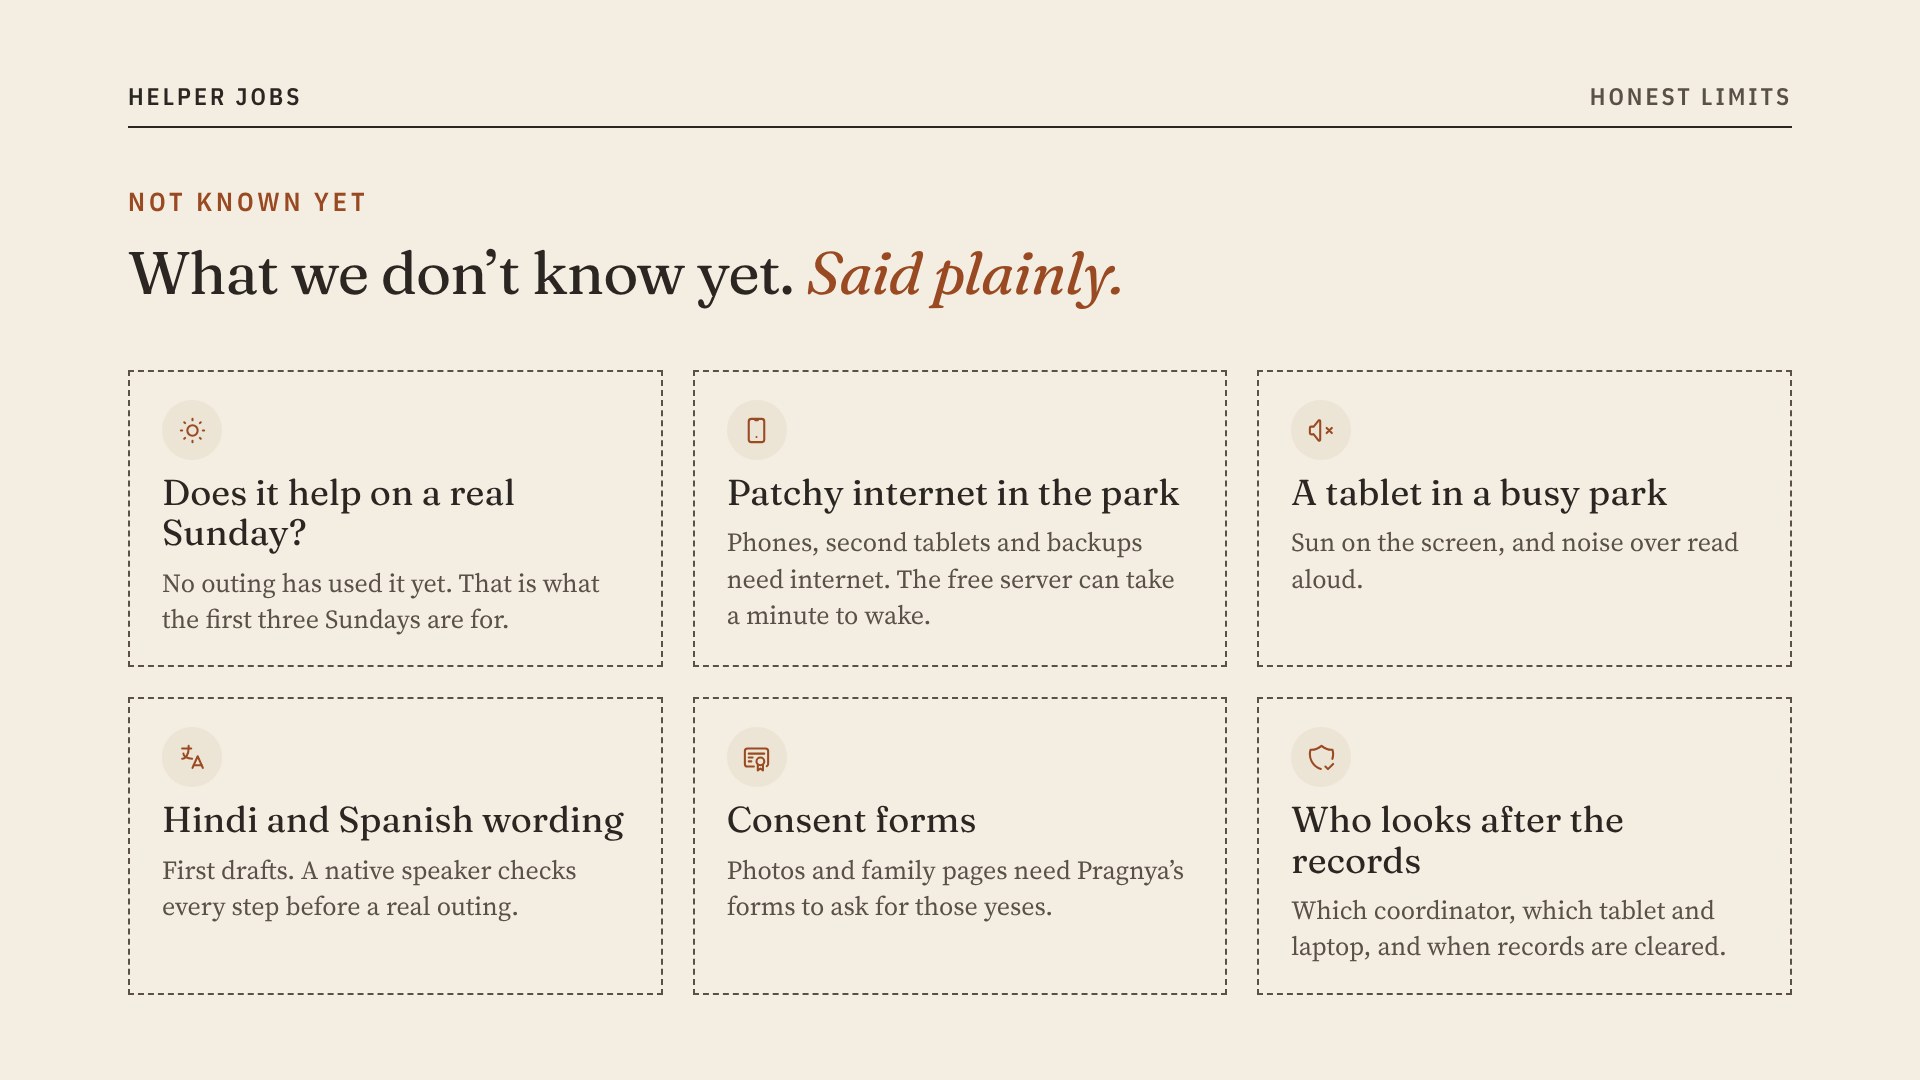 HELPER JOBS
HONEST LIMITS
NOT KNOWN YET
What we don’t know yet. Said plainly.
Does it help on a real
Sunday?
No outing has used it yet. That is what
the first three Sundays are for.
Patchy internet in the park
Phones, second tablets and backups
need internet. The free server can take
a minute to wake.
A tablet in a busy park
Sun on the screen, and noise over read
aloud.
Hindi and Spanish wording
First drafts. A native speaker checks
every step before a real outing.
Consent forms
Photos and family pages need Pragnya’s
forms to ask for those yeses.
Who looks after the
records
Which coordinator, which tablet and
laptop, and when records are cleared.